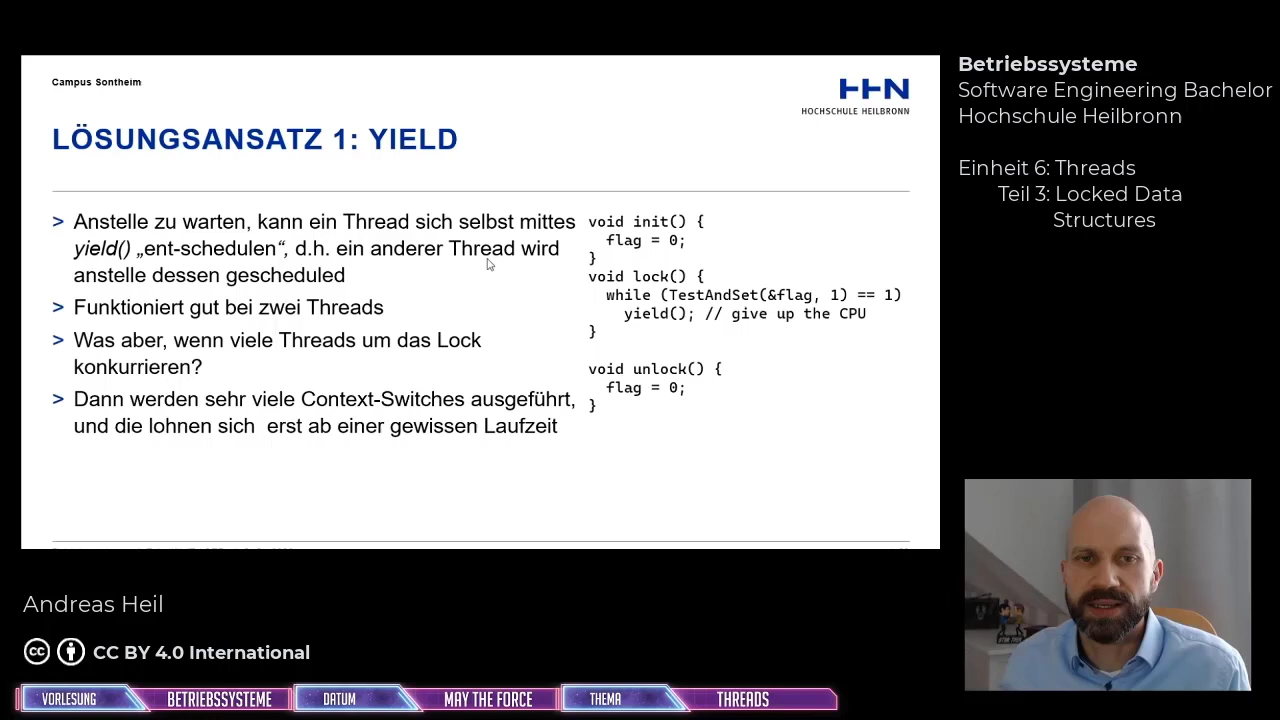 Campus Sontheim
HHN
HOCHSCHULE HEILBRONN
LÖSUNGSANSATZ 1: YIELD
> Anstelle zu warten, kann ein Thread sich selbst mittes
yield() „ent-schedulen“, d.h. ein anderer Thread wird
anstelle dessen gescheduled
> Funktioniert gut bei zwei Threads
> Was aber, wenn viele Threads um das Lock
konkurrieren?
> Dann werden sehr viele Context-Switches ausgeführt,
und die lohnen sich erst ab einer gewissen Laufzeit
void init() {
flag = 0;
}
void lock() {
while (TestAndSet(&flag, 1) == 1)
yield(); // give up the CPU
}
void unlock() {
flag = 0;
}
Betriebssysteme
Software Engineering Bachelor
Hochschule Heilbronn
Einheit 6: Threads
Teil 3: Locked Data
Structures
Andreas Heil
cc CC BY 4.0 International
VORLESUNG BETRIEBSSYSTEME DATUM MAY THE FORCE THEMA THREADS